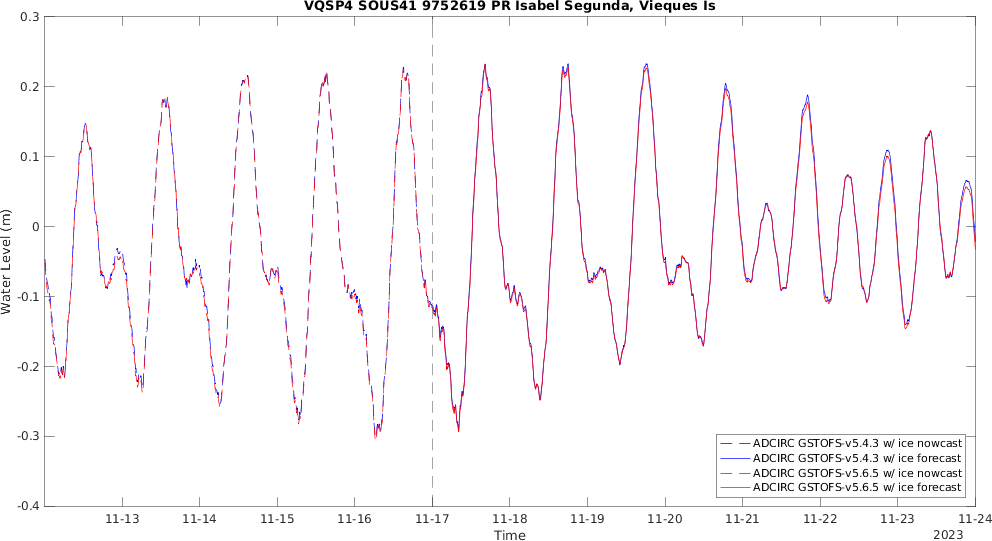 VQSP4 SOUS41 9752619 PR Isabel Segunda, Vieques Is
0.3
0.2
0.1
0
-0.1
-0.2
-0.3
-0.4
Water Level (m)
ADCIRC GSTOFS-v5.4.3 w/ ice nowcast
ADCIRC GSTOFS-v5.4.3 w/ ice forecast
ADCIRC GSTOFS-v5.6.5 w/ ice nowcast
ADCIRC GSTOFS-v5.6.5 w/ ice forecast
11-13 11-14 11-15 11-16 11-17 11-18 11-19 11-20 11-21 11-22 11-23 11-24
Time
2023